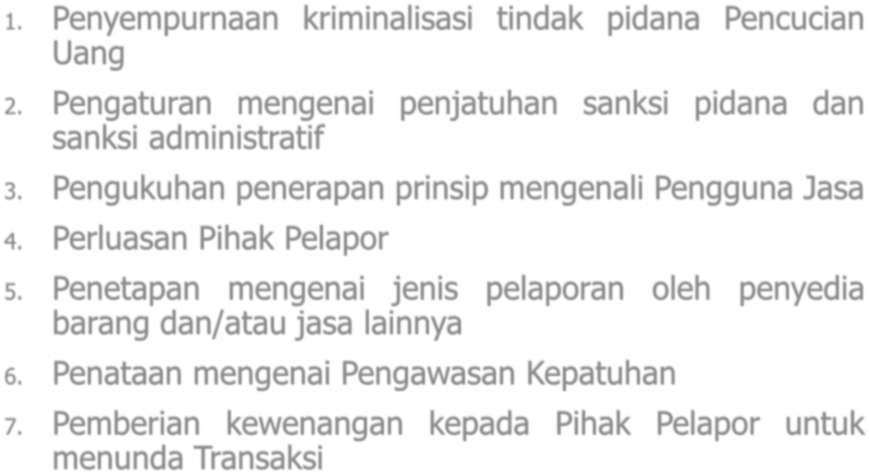 1. Penyempurnaan kriminalisasi tindak pidana Pencucian
Uang
2. Pengaturan mengenai penjatuhan sanksi pidana dan
sanksi administratif
3. Pengukuhan penerapan prinsip mengenali Pengguna Jasa
4. Perluasan Pihak Pelapor
5. Penetapan mengenai jenis pelaporan oleh penyedia
barang dan/atau jasa lainnya
6. Penataan mengenai Pengawasan Kepatuhan
7. Pemberian kewenangan kepada Pihak Pelapor untuk
menunda Transaksi